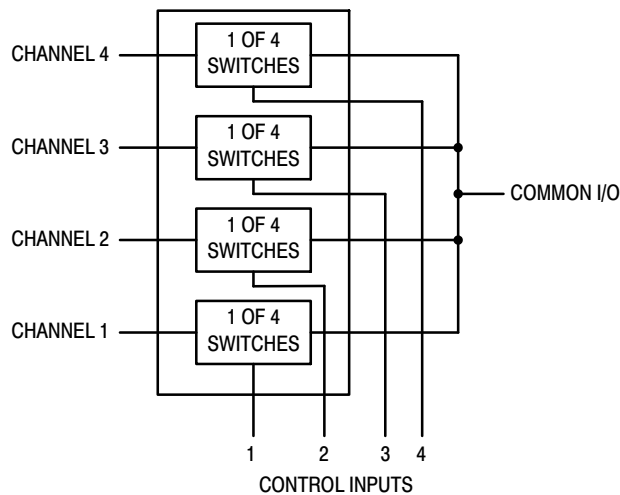 CHANNEL 4
1 OF 4
SWITCHES
CHANNEL 3
1 OF 4
SWITCHES
COMMON I/O
CHANNEL 2
1 OF 4
SWITCHES
CHANNEL 1
1 OF 4
SWITCHES
1 2 3 4
CONTROL INPUTS